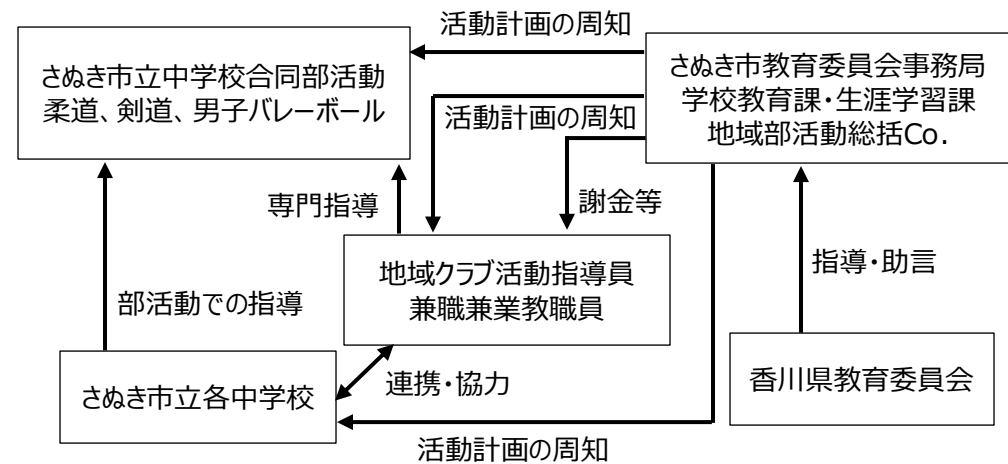 活動計画の周知
さぬき市立中学校合同部活動
柔道、剣道、男子バレーボール
さぬき市教育委員会事務局
学校教育課・生涯学習課
地域部活動総括Co.
活動計画の周知
専門指導
謝金等
地域クラブ活動指導員
兼職兼業教職員
指導・助言
部活動での指導
さぬき市立各中学校
連携・協力
香川県教育委員会
活動計画の周知